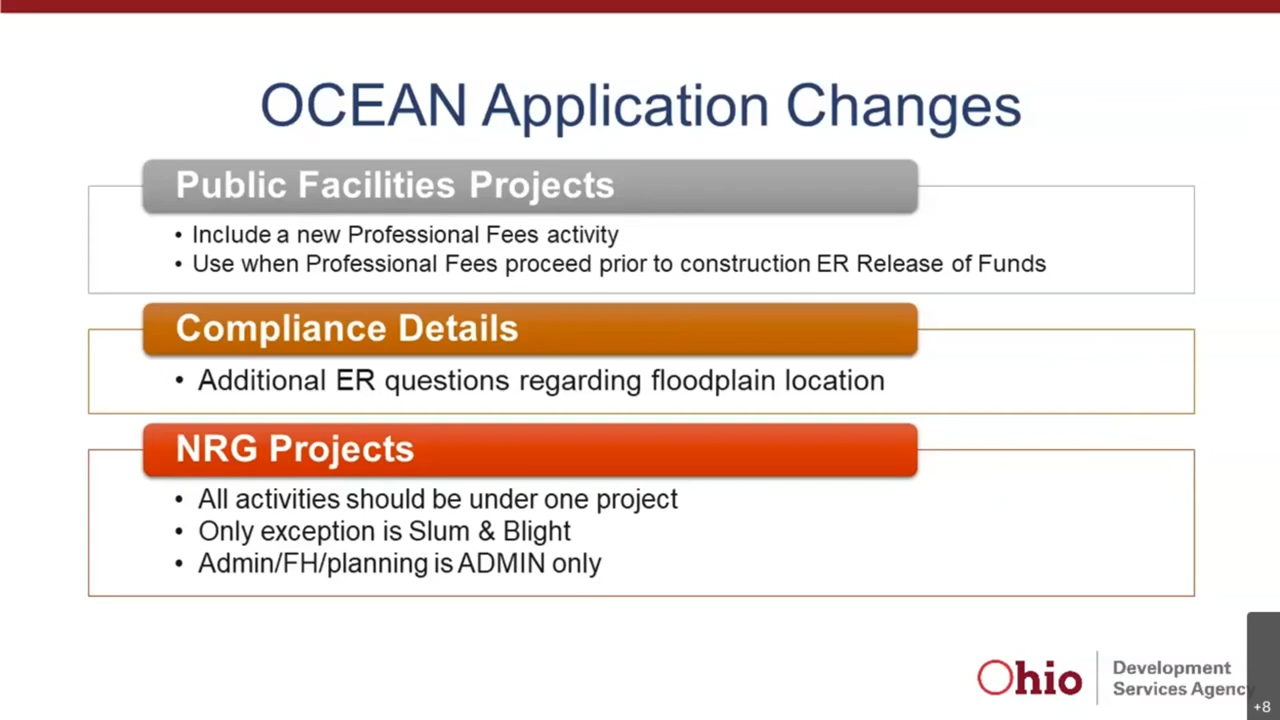 OCEAN Application Changes
Public Facilities Projects
• Include a new Professional Fees activity
• Use when Professional Fees proceed prior to construction ER Release of Funds
Compliance Details
• Additional ER questions regarding floodplain location
NRG Projects
• All activities should be under one project
• Only exception is Slum & Blight
• Admin/FH/planning is ADMIN only
Ohio
Development
Services Agency
+8